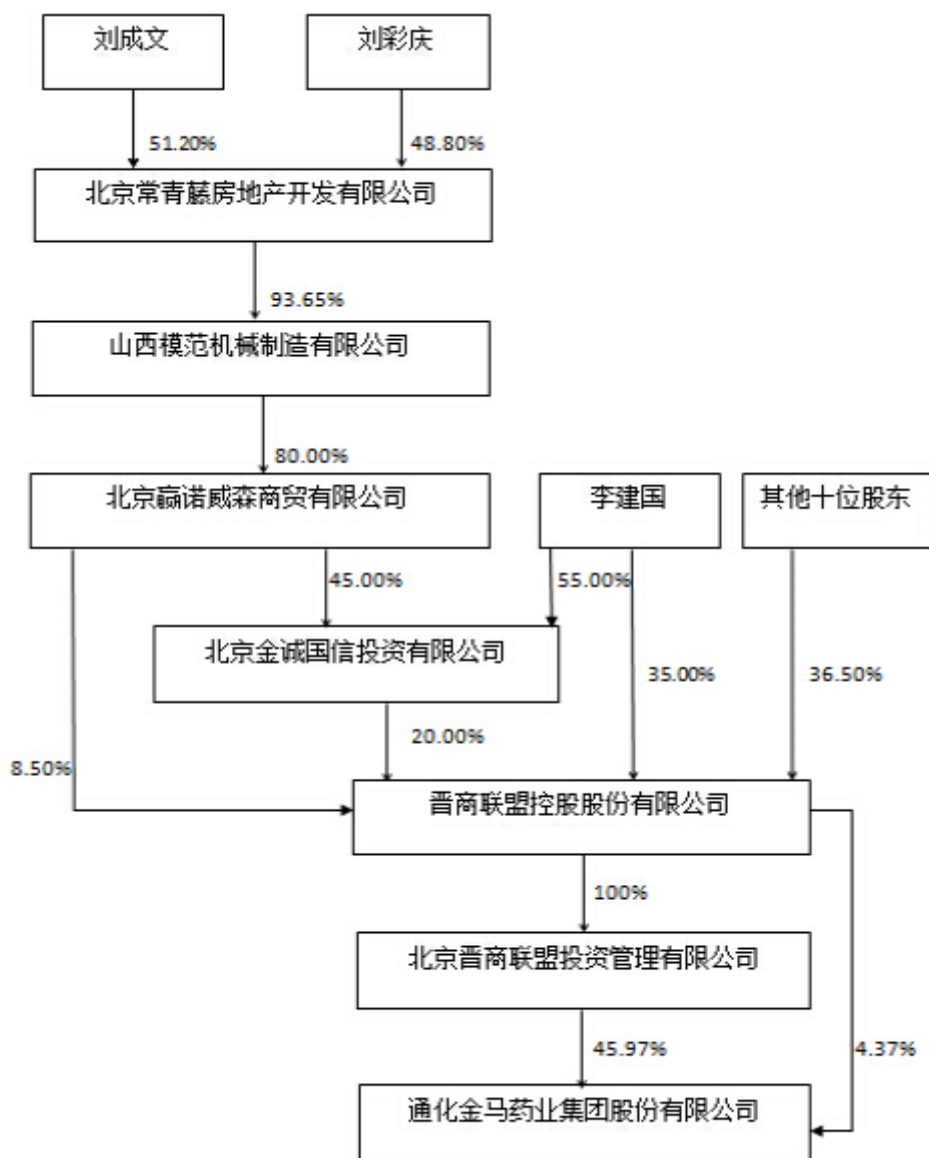 刘成文
刘彩庆
51.20%
48.80%
北京常青藤房地产开发有限公司
93.65%
山西模范机械制造有限公司
80.00%
北京赢诺威森商贸有限公司
李建国
其他十位股东
45.00%
55.00%
北京金诚国信投资有限公司
35.00%
36.50%
20.00%
8.50%
晋商联盟控股股份有限公司
100%
北京晋商联盟投资管理有限公司
45.97%
4.37%
通化金马药业集团股份有限公司